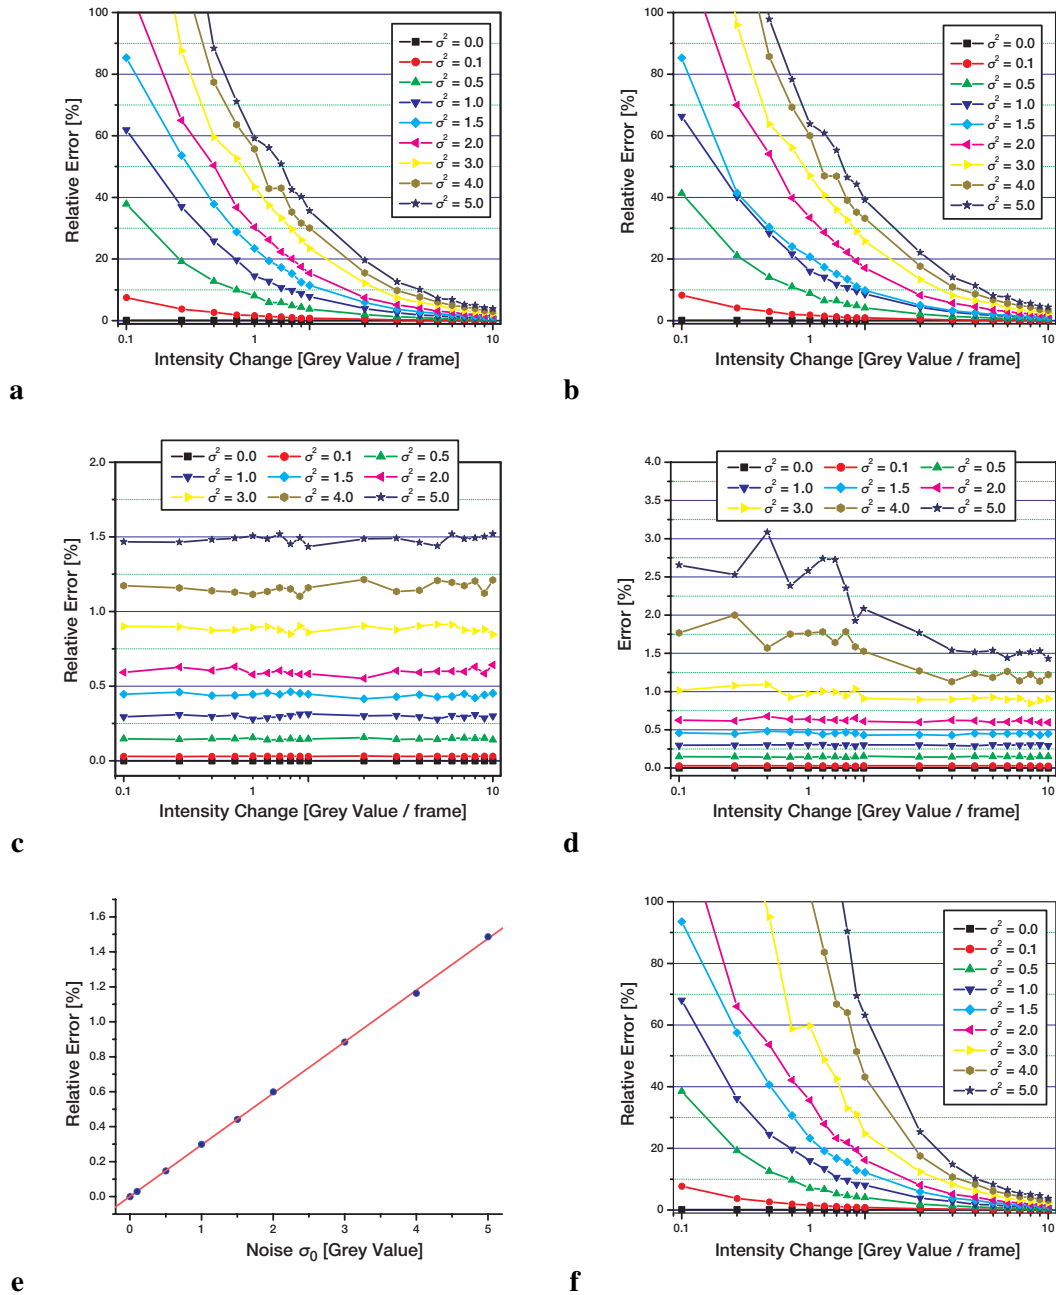 100
80
60
40
20
0
Relative Error [%]
σ² = 0.0
σ² = 0.1
σ² = 0.5
σ² = 1.0
σ² = 1.5
σ² = 2.0
σ² = 3.0
σ² = 4.0
σ² = 5.0
0.1 1 10
Intensity Change [Grey Value / frame]
a
100
80
60
40
20
0
Relative Error [%]
σ² = 0.0
σ² = 0.1
σ² = 0.5
σ² = 1.0
σ² = 1.5
σ² = 2.0
σ² = 3.0
σ² = 4.0
σ² = 5.0
0.1 1 10
Intensity Change [Grey Value / frame]
b
σ² = 0.0 σ² = 0.1 σ² = 0.5
σ² = 1.0 σ² = 1.5 σ² = 2.0
σ² = 3.0 σ² = 4.0 σ² = 5.0
2.0
1.5
1.0
0.5
0.0
Relative Error [%]
0.1 1 10
Intensity Change [Grey Value / frame]
c
σ² = 0.0 σ² = 0.1 σ² = 0.5
σ² = 1.0 σ² = 1.5 σ² = 2.0
σ² = 3.0 σ² = 4.0 σ² = 5.0
4.0
3.5
3.0
2.5
2.0
1.5
1.0
0.5
0.0
Error [%]
0.1 1 10
Intensity Change [Grey Value / frame]
d
1.6
1.4
1.2
1.0
0.8
0.6
0.4
0.2
0.0
Relative Error [%]
0 1 2 3 4 5
Noise σ₀ [Grey Value]
e
100
80
60
40
20
0
Relative Error [%]
σ² = 0.0
σ² = 0.1
σ² = 0.5
σ² = 1.0
σ² = 1.5
σ² = 2.0
σ² = 3.0
σ² = 4.0
σ² = 5.0
0.1 1 10
Intensity Change [Grey Value / frame]
f